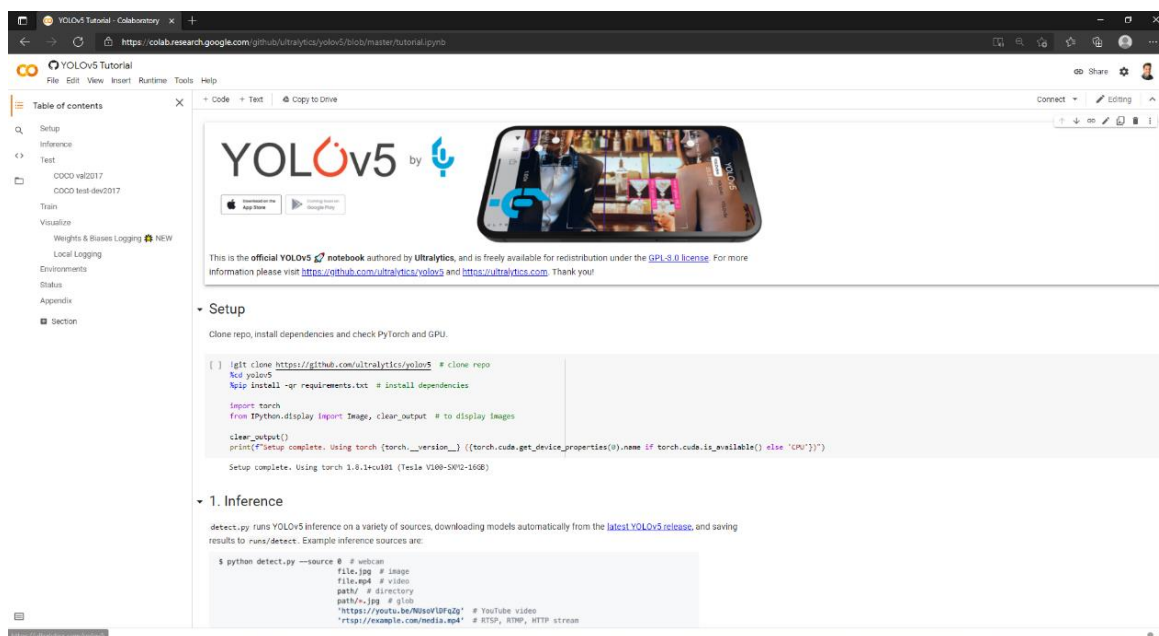 YOLOv5 Tutorial - Colaboratory
https://colab.research.google.com/github/ultralytics/yolov5/blob/master/tutorial.ipynb
YOLOv5 Tutorial
File Edit View Insert Runtime Tools Help
Share
Table of contents
+ Code + Text Copy to Drive
Connect Editing
Setup
Inference
Test
COCO val2017
COCO test-dev2017
Train
Visualize
Weights & Biases Logging NEW
Local Logging
Environments
Status
Appendix
Section
YOLOv5 by
Download on the App Store
Google Play
YOLOv5
This is the official YOLOv5 🚀 notebook authored by Ultralytics, and is freely available for redistribution under the GPL-3.0 license. For more
information please visit https://github.com/ultralytics/yolov5 and https://ultralytics.com. Thank you!
Setup
Clone repo, install dependencies and check PyTorch and GPU.
[ ] !git clone https://github.com/ultralytics/yolov5 # clone repo
%cd yolov5
%pip install -qr requirements.txt # install dependencies
import torch
from IPython.display import Image, clear_output # to display images
clear_output()
print(f"Setup complete. Using torch {torch.__version__} ({torch.cuda.get_device_properties(0).name if torch.cuda.is_available() else 'CPU'})")
Setup complete. Using torch 1.8.1+cu101 (Tesla V100-SXM2-16GB)
1. Inference
detect.py runs YOLOv5 inference on a variety of sources, downloading models automatically from the latest YOLOv5 release, and saving
results to runs/detect. Example inference sources are:
$ python detect.py --source 0 # webcam
file.jpg # image
file.mp4 # video
path/ # directory
path/*.jpg # glob
'https://youtu.be/NUsoVlDFqZg' # YouTube video
'rtsp://example.com/media.mp4' # RTSP, RTMP, HTTP stream